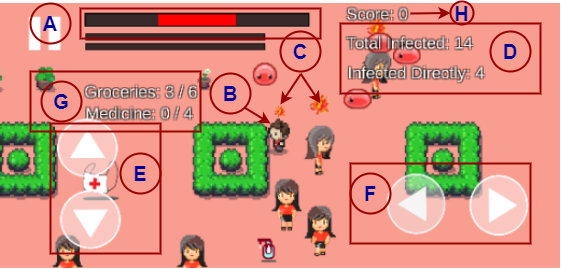 A
Score: 0
H
C
Total Infected: 14
D
Infected Directly: 4
G
Groceries: 3 / 6
B
Medicine: 0 / 4
E
F